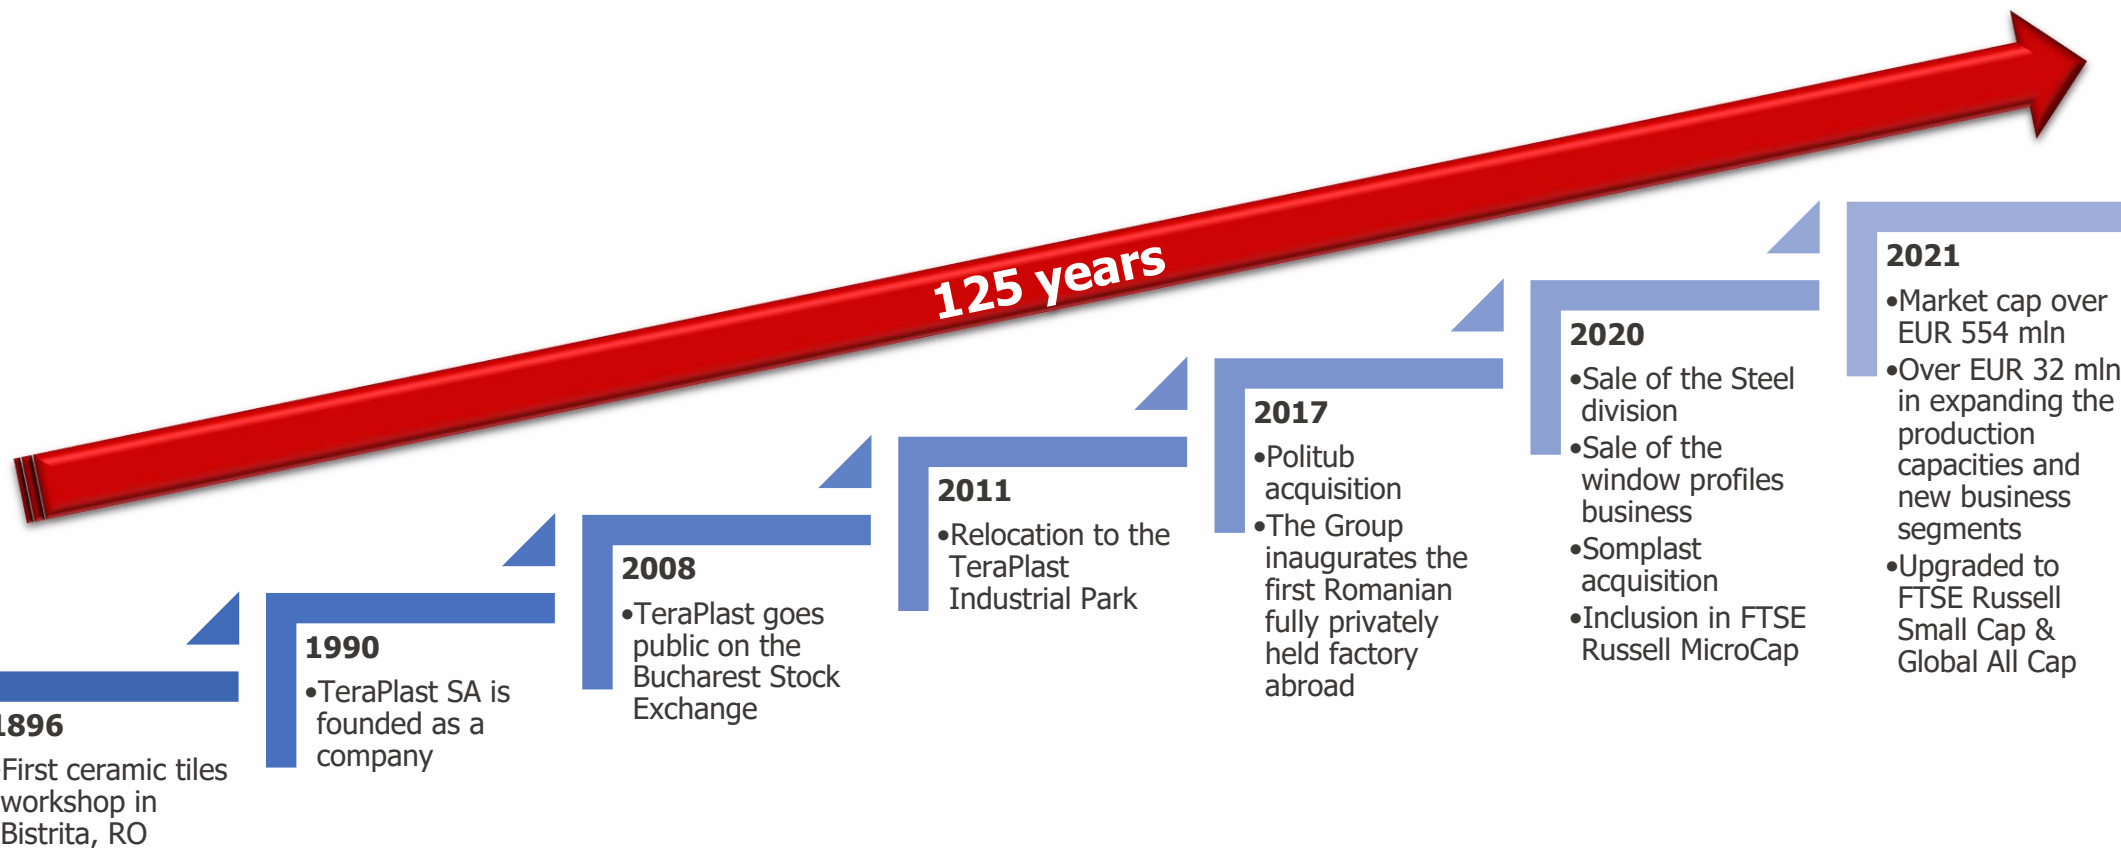 125 years
1896
First ceramic tiles
workshop in
Bistrita, RO
1990
•TeraPlast SA is
founded as a
company
2008
•TeraPlast goes
public on the
Bucharest Stock
Exchange
2011
•Relocation to the
TeraPlast
Industrial Park
2017
•Politub
acquisition
•The Group
inaugurates the
first Romanian
fully privately
held factory
abroad
2020
•Sale of the Steel
division
•Sale of the
window profiles
business
•Somplast
acquisition
•Inclusion in FTSE
Russell MicroCap
2021
•Market cap over
EUR 554 mln
•Over EUR 32 mln
in expanding the
production
capacities and
new business
segments
•Upgraded to
FTSE Russell
Small Cap &
Global All Cap